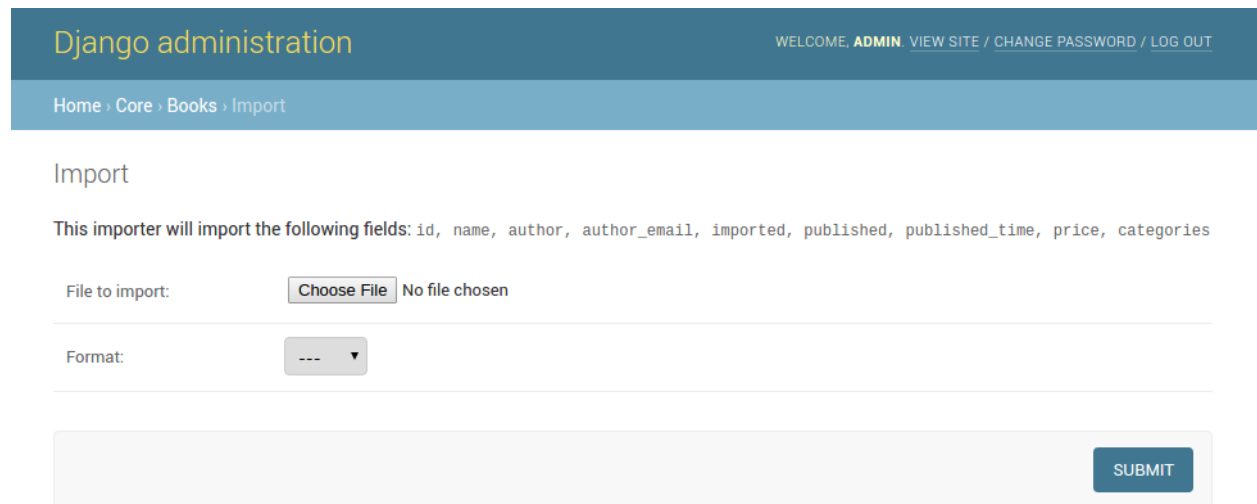 Django administration
WELCOME, ADMIN. VIEW SITE / CHANGE PASSWORD / LOG OUT
Home › Core › Books › Import
Import
This importer will import the following fields: id, name, author, author_email, imported, published, published_time, price, categories
File to import: Choose File No file chosen
Format: ---
SUBMIT